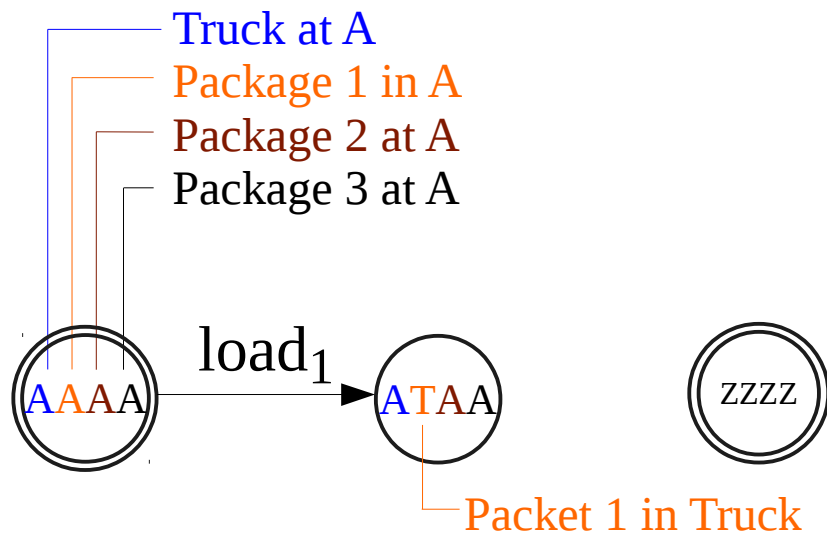 Truck at A
Package 1 in A
Package 2 at A
Package 3 at A
load1
AAAA
ATAA
zzzz
Packet 1 in Truck